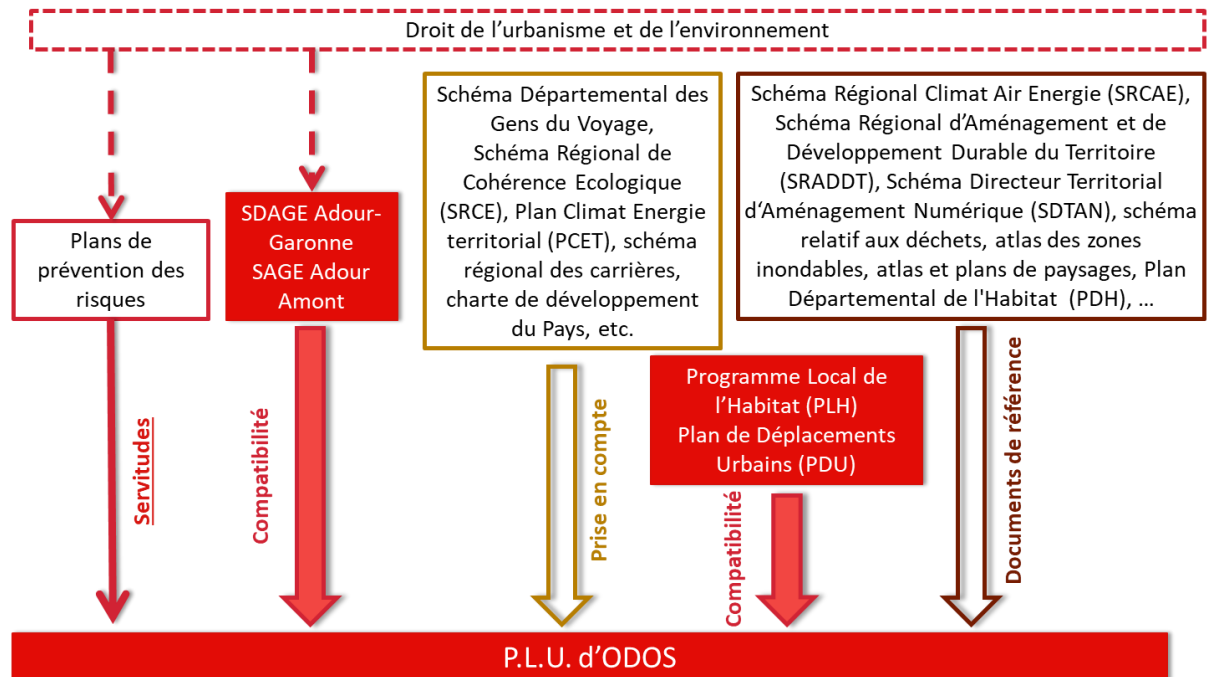 Droit de l'urbanisme et de l'environnement
Plans de
prévention des
risques
SDAGE Adour-
Garonne
SAGE Adour
Amont
Schéma Départemental des
Gens du Voyage,
Schéma Régional de
Cohérence Ecologique
(SRCE), Plan Climat Energie
territorial (PCET), schéma
régional des carrières,
charte de développement
du Pays, etc.
Schéma Régional Climat Air Energie (SRCAE),
Schéma Régional d'Aménagement et de
Développement Durable du Territoire
(SRADDT), Schéma Directeur Territorial
d'Aménagement Numérique (SDTAN), schéma
relatif aux déchets, atlas des zones
inondables, atlas et plans de paysages, Plan
Départemental de l'Habitat (PDH), ...
Programme Local de
l'Habitat (PLH)
Plan de Déplacements
Urbains (PDU)
Servitudes
Compatibilité
Prise en compte
Compatibilité
Documents de référence
P.L.U. d'ODOS